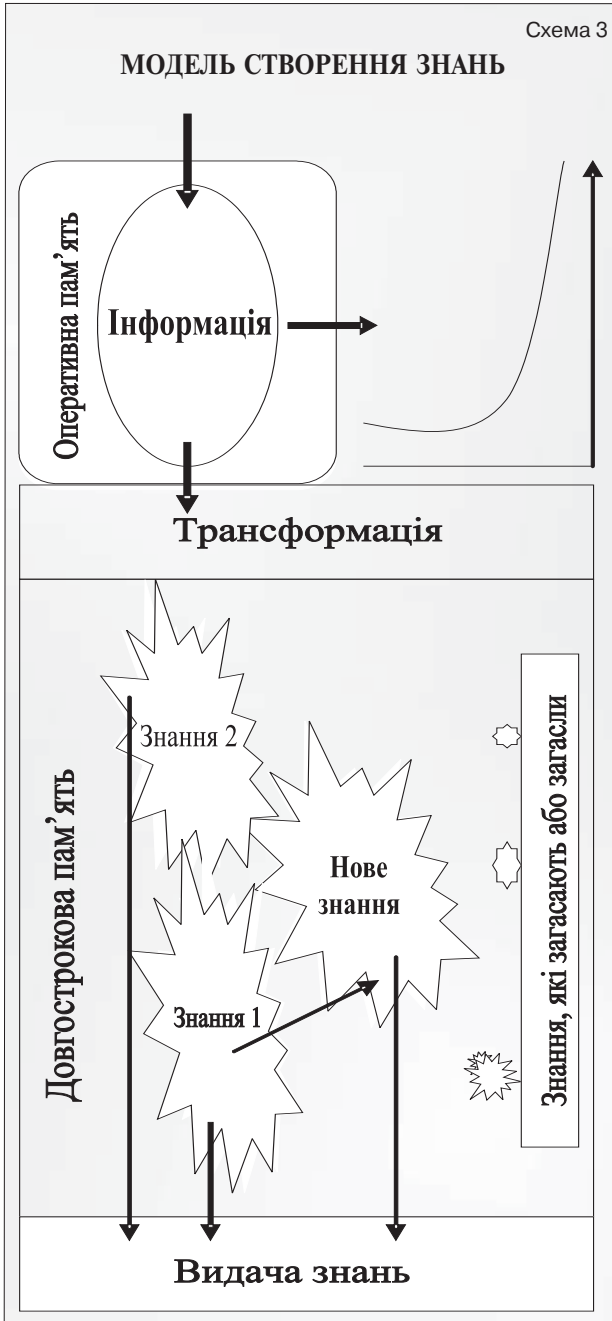 Схема 3
МОДЕЛЬ СТВОРЕННЯ ЗНАНЬ
Оперативна пам’ять
Інформація
Трансформація
Довгострокова пам’ять
Знання 2
Нове
знання
Знання 1
Знання, які загасають або загасли
Видача знань